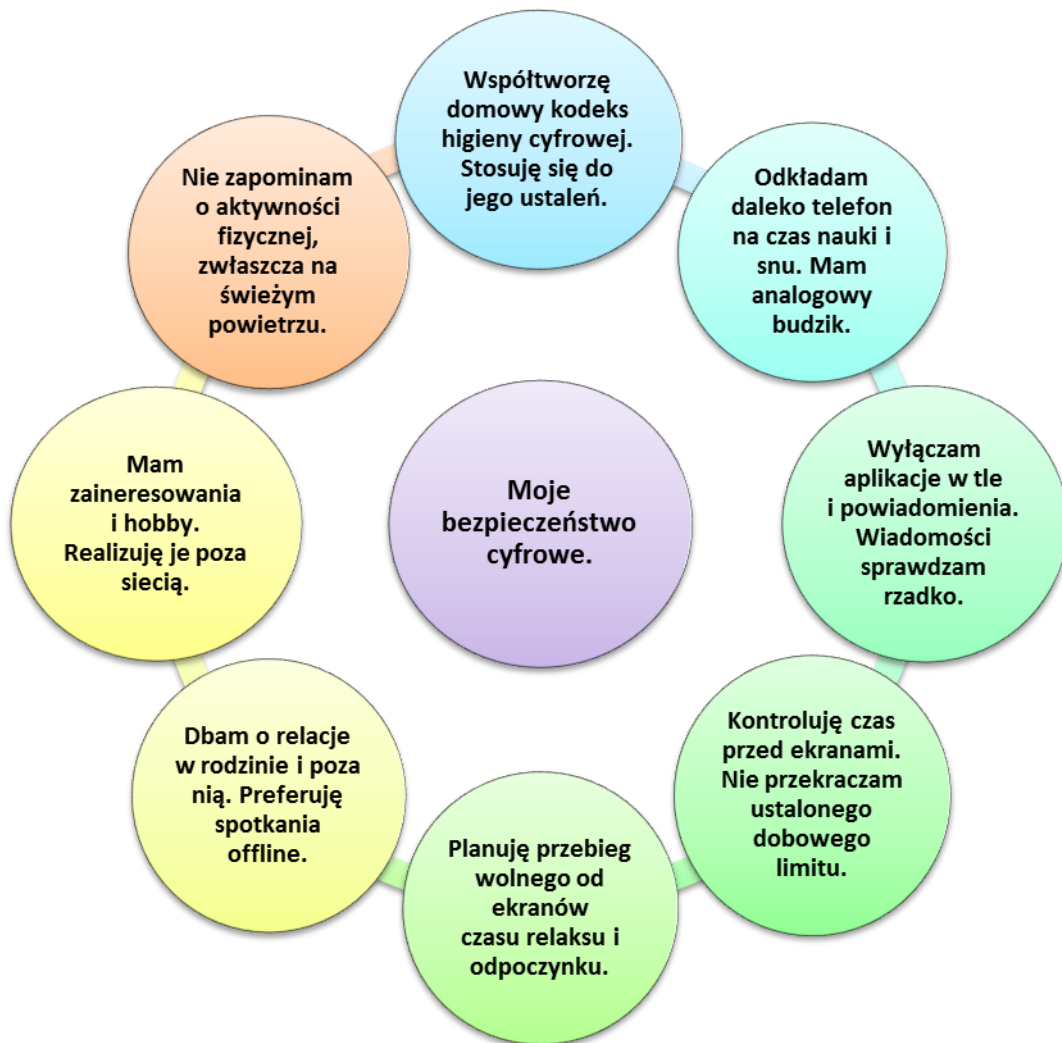 Współtworzę
domowy kodeks
higieny cyfrowej.
Stosuję się do
jego ustaleń.
Odkładam
daleko telefon
na czas nauki i
snu. Mam
analogowy
budzik.
Wyłączam
aplikacje w tle
i powiadomienia.
Wiadomości
sprawdzam
rzadko.
Kontroluję czas
przed ekranami.
Nie przekraczam
ustalonego
dobowego
limitu.
Planuję przebieg
wolnego od
ekranów
czasu relaksu i
odpoczynku.
Dbam o relacje
w rodzinie i poza
nią. Preferuję
spotkania
offline.
Mam
zaineresowania
i hobby.
Realizuję je poza
siecią.
Nie zapominam
o aktywności
fizycznej,
zwłaszcza na
świeżym
powietrzu.
Moje
bezpieczeństwo
cyfrowe.